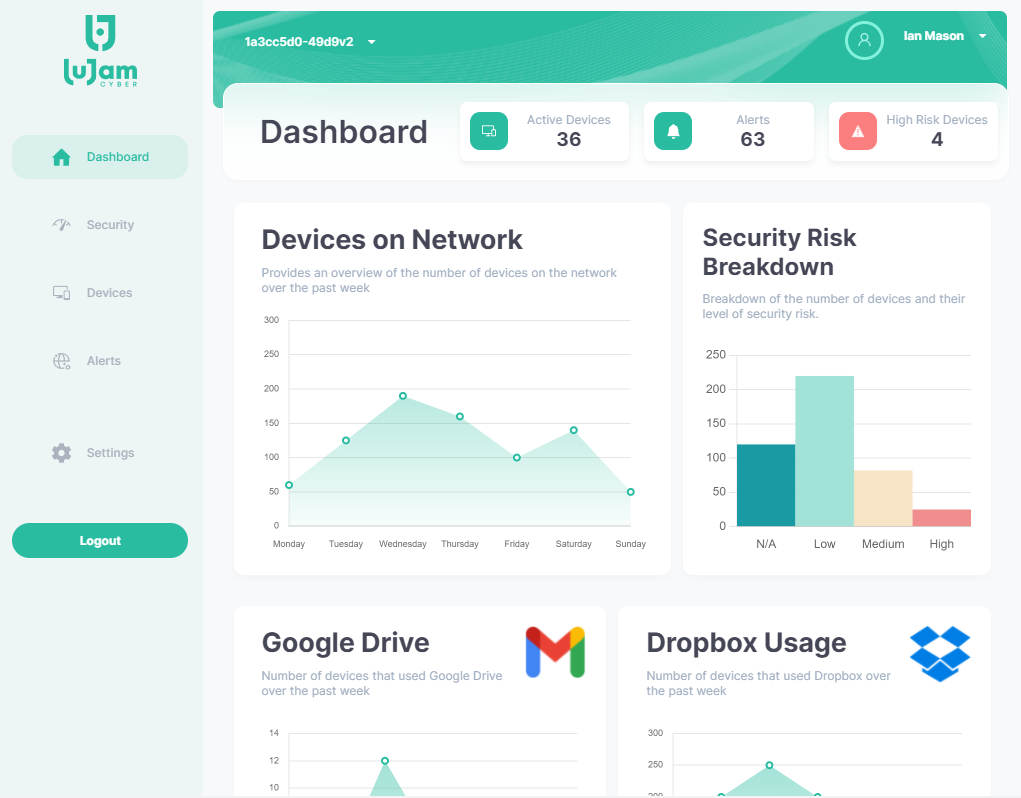 luJam
CYBER
Dashboard
Security
Devices
Alerts
Settings
Logout
1a3cc5d0-49d9v2
Ian Mason
Dashboard
Active Devices
36
Alerts
63
High Risk Devices
4
Devices on Network
Provides an overview of the number of devices on the network
over the past week
300
250
200
150
100
50
0
Monday Tuesday Wednesday Thursday Friday Saturday Sunday
Security Risk
Breakdown
Breakdown of the number of devices and their
level of security risk.
250
200
150
100
50
0
N/A Low Medium High
Google Drive
Number of devices that used Google Drive
over the past week
14
12
10
Dropbox Usage
Number of devices that used Dropbox over
the past week
300
250
200